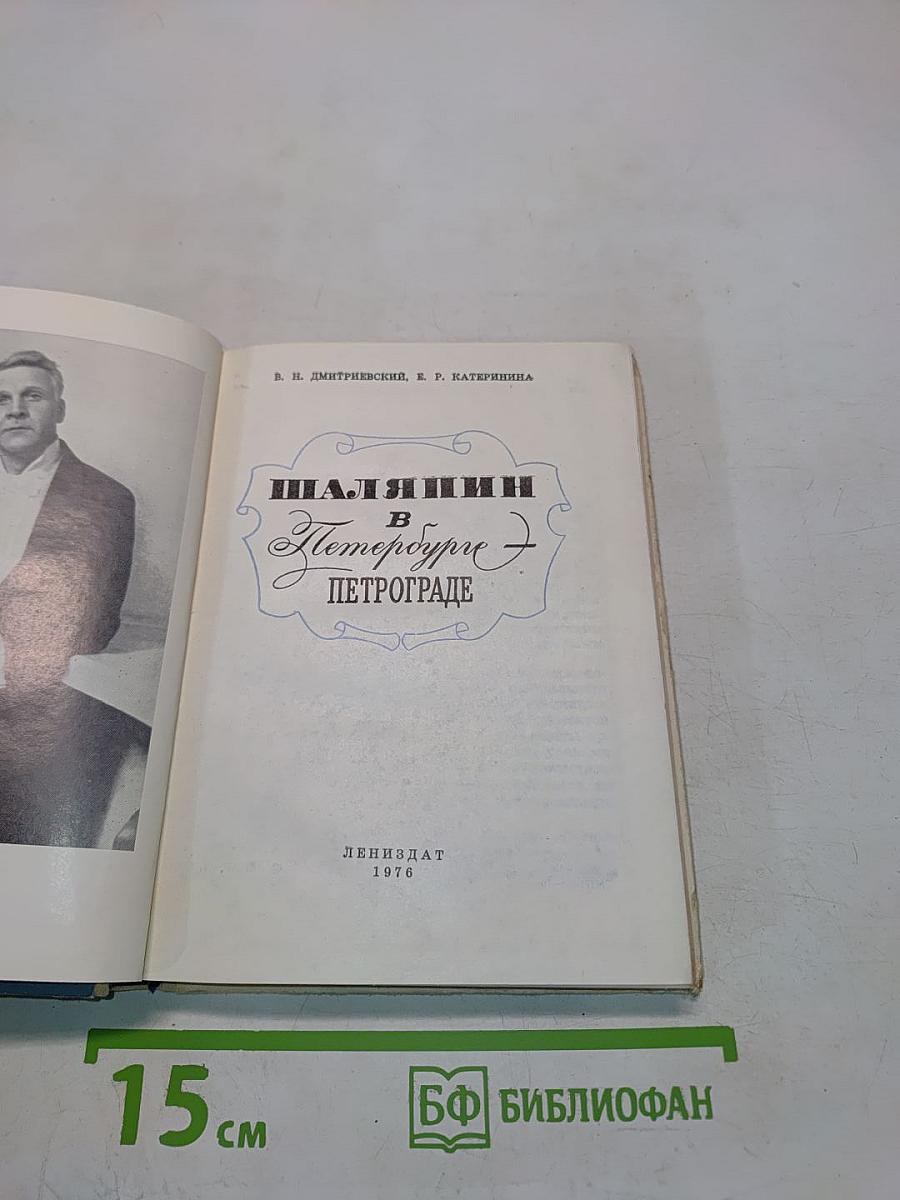 В. Н. ДМИТРИЕВСКИЙ, Е. Р. КАТЕРИНИНА
ШАЛЯПИН
В
Петербурге —
ПЕТРОГРАДЕ
ЛЕНИЗДАТ
1976
15 см
БФ БИБЛИОФАН